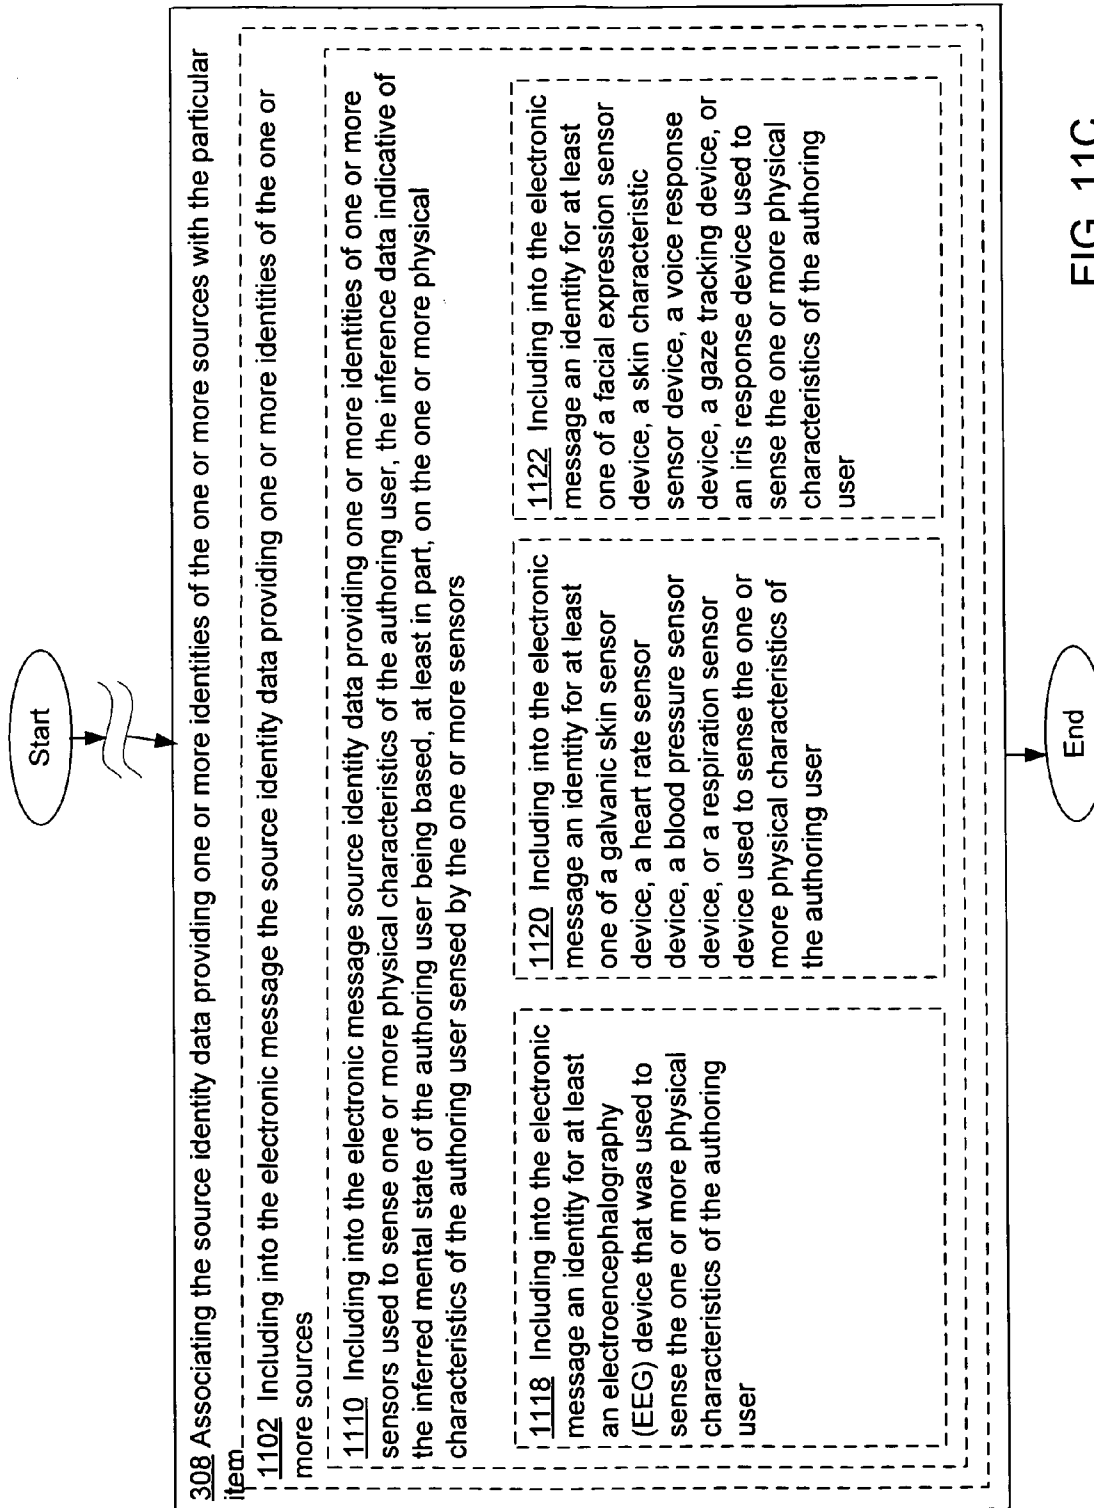 Start
308 Associating the source identity data providing one or more identities of the one or more sources with the particular
item
1102 Including into the electronic message the source identity data providing one or more identities of the one or
more sources
1110 Including into the electronic message source identity data providing one or more identities of one or more
sensors used to sense one or more physical characteristics of the authoring user, the inference data indicative of
the inferred mental state of the authoring user being based, at least in part, on the one or more physical
characteristics of the authoring user sensed by the one or more sensors
1118 Including into the electronic
message an identity for at least
an electroencephalography
(EEG) device that was used to
sense the one or more physical
characteristics of the authoring
user
1120 Including into the electronic
message an identity for at least
one of a galvanic skin sensor
device, a heart rate sensor
device, a blood pressure sensor
device, or a respiration sensor
device used to sense the one or
more physical characteristics of
the authoring user
1122 Including into the electronic
message an identity for at least
one of a facial expression sensor
device, a skin characteristic
sensor device, a voice response
device, a gaze tracking device, or
an iris response device used to
sense the one or more physical
characteristics of the authoring
user
End
FIG. 11C